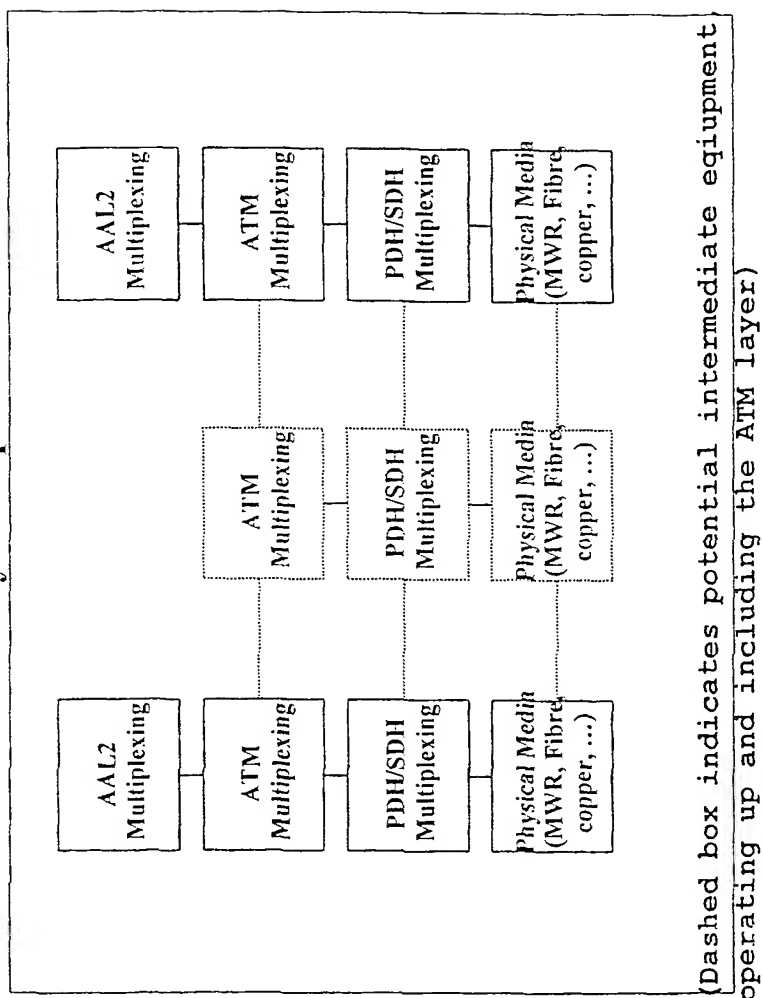 AAL2
Multiplexing
AAL2
Multiplexing
ATM
Multiplexing
ATM
Multiplexing
ATM
Multiplexing
PDH/SDH
Multiplexing
PDH/SDH
Multiplexing
PDH/SDH
Multiplexing
Physical Media
(MWR, Fibre,
copper, ...)
Physical Media
(MWR, Fibre,
copper, ...)
Physical Media
(MWR, Fibre,
copper, ...)
(Dashed box indicates potential intermediate eqiupment,
operating up and including the ATM layer)